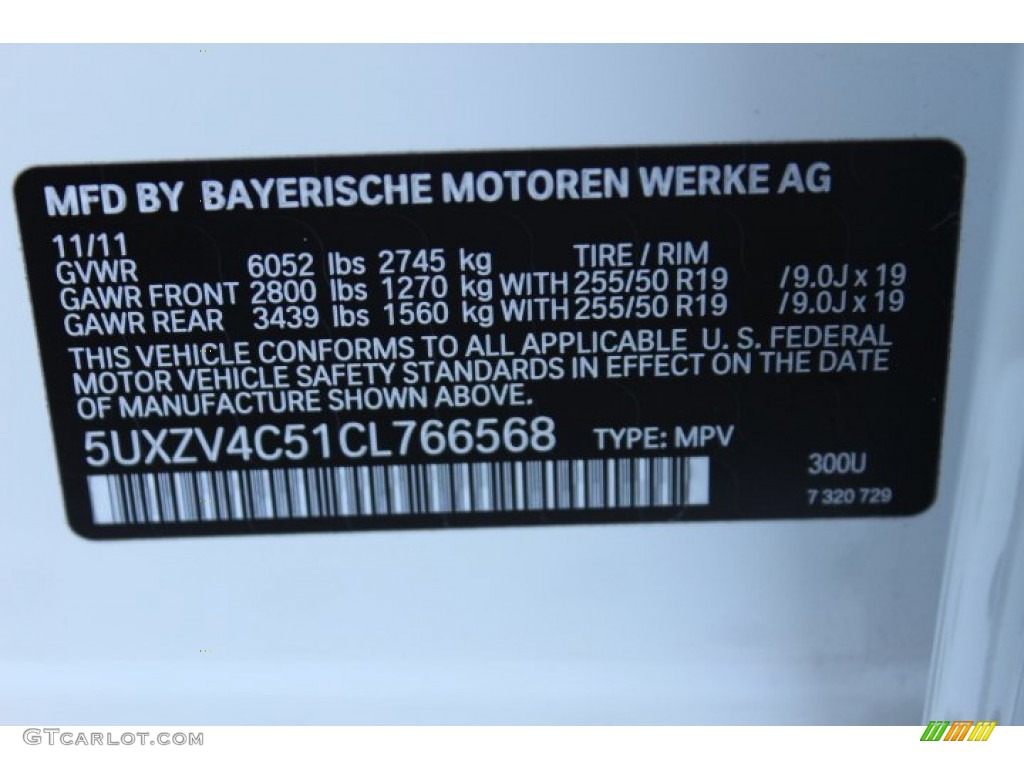 MFD BY BAYERISCHE MOTOREN WERKE AG
11/11
GVWR 6052 lbs 2745 kg TIRE / RIM
GAWR FRONT 2800 lbs 1270 kg WITH 255/50 R19 /9.0J x 19
GAWR REAR 3439 lbs 1560 kg WITH 255/50 R19 /9.0J x 19
THIS VEHICLE CONFORMS TO ALL APPLICABLE U. S. FEDERAL
MOTOR VEHICLE SAFETY STANDARDS IN EFFECT ON THE DATE
OF MANUFACTURE SHOWN ABOVE.
5UXZV4C51CL766568 TYPE: MPV
300U
7 320 729
GTCarlot.com